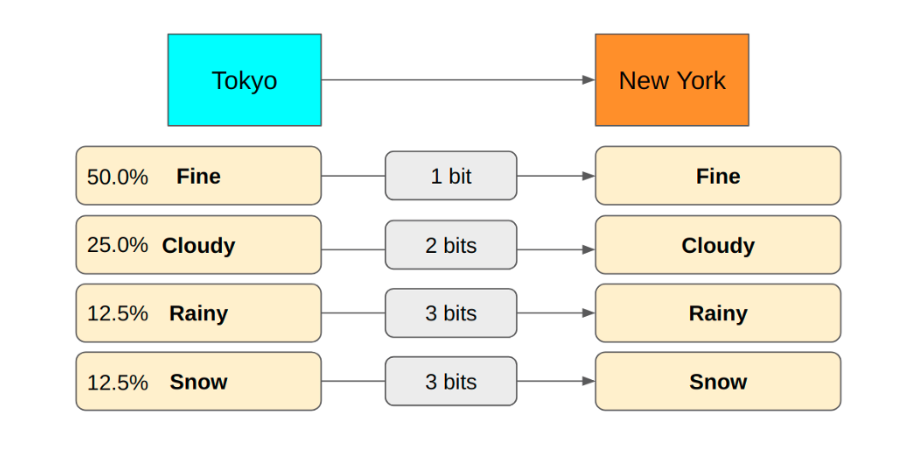 Tokyo New York
50.0% Fine 1 bit Fine
25.0% Cloudy 2 bits Cloudy
12.5% Rainy 3 bits Rainy
12.5% Snow 3 bits Snow